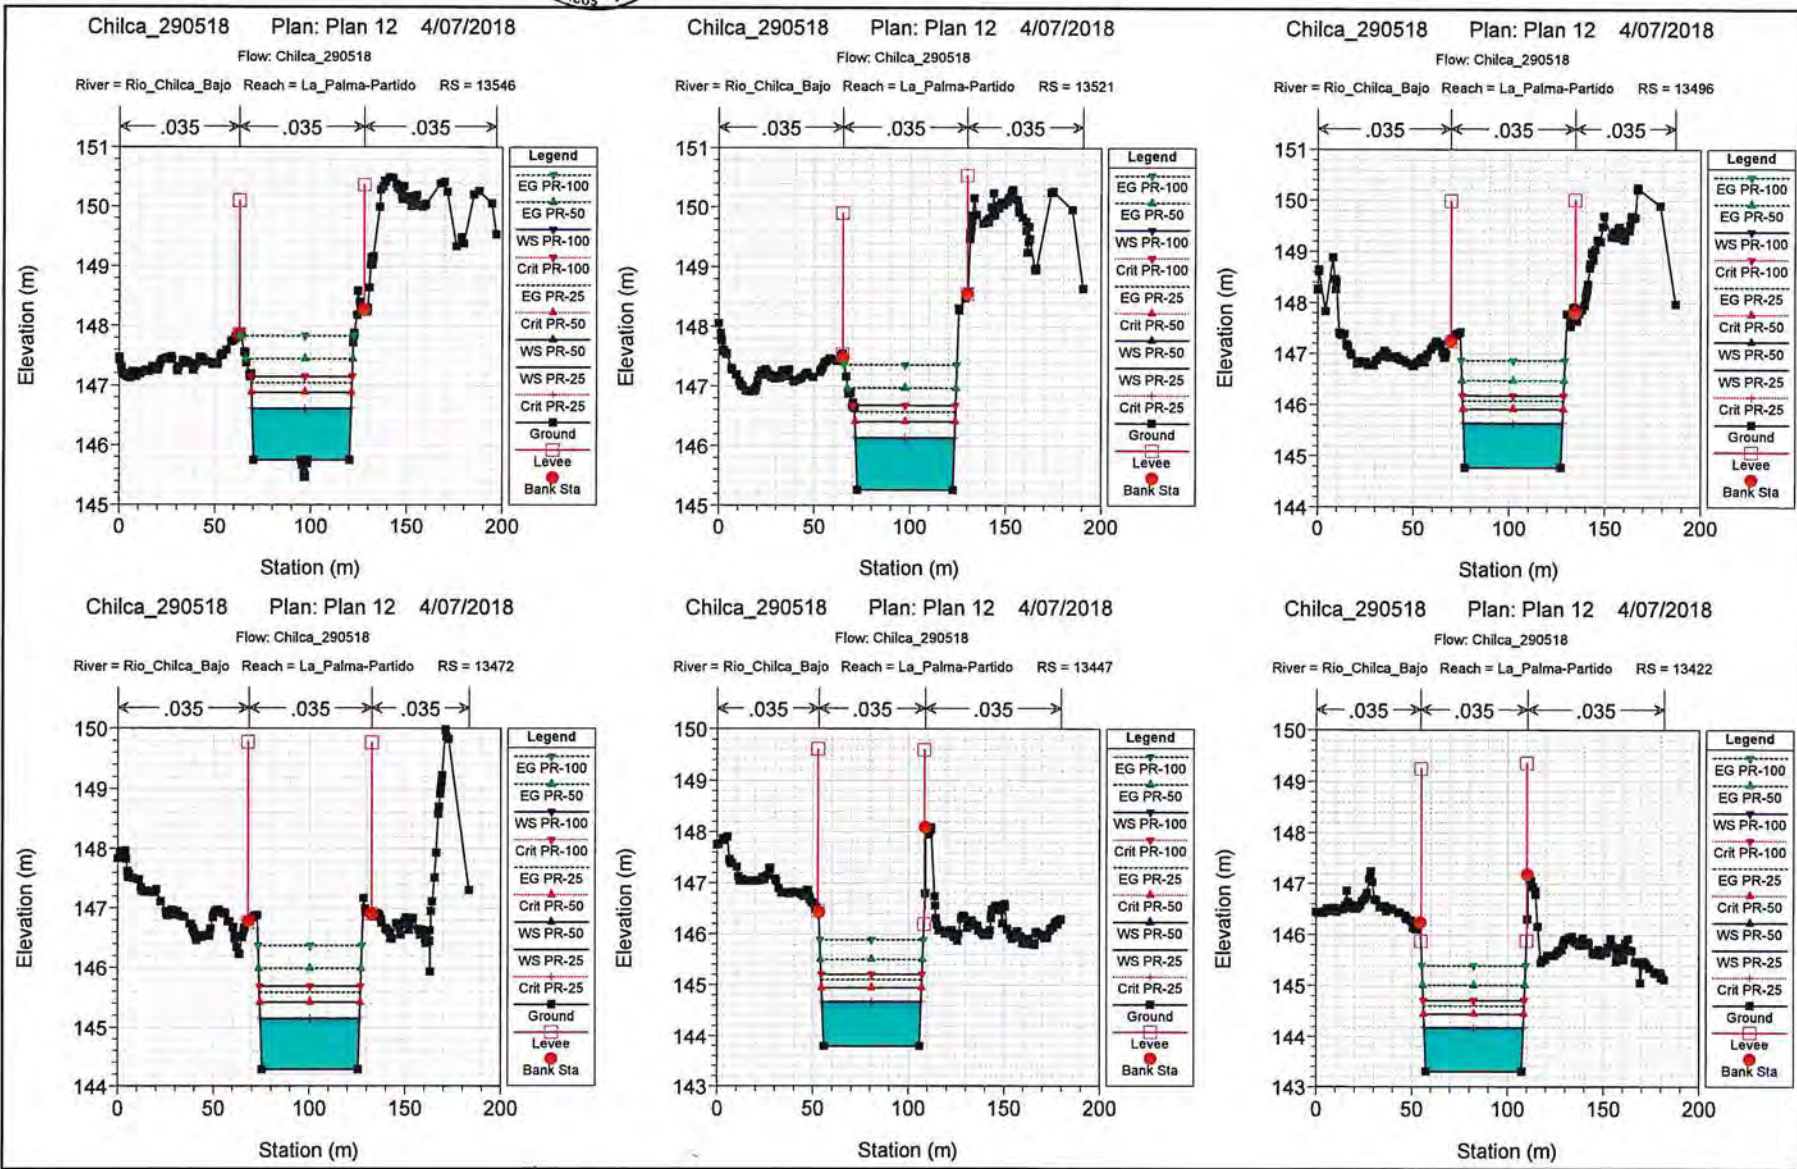 Chilca_290518 Plan: Plan 12 4/07/2018
Flow: Chilca_290518
River = Rio_Chilca_Bajo Reach = La_Palma-Partido RS = 13546
.035 .035 .035
151
150
149
148
147
146
145
0 50 100 150 200
Elevation (m)
Station (m)
Legend
EG PR-100
EG PR-50
WS PR-100
Crit PR-100
EG PR-25
Crit PR-50
WS PR-50
WS PR-25
Crit PR-25
Ground
Levee
Bank Sta
Chilca_290518 Plan: Plan 12 4/07/2018
Flow: Chilca_290518
River = Rio_Chilca_Bajo Reach = La_Palma-Partido RS = 13521
.035 .035 .035
151
150
149
148
147
146
145
0 50 100 150 200
Elevation (m)
Station (m)
Legend
EG PR-100
EG PR-50
WS PR-100
Crit PR-100
EG PR-25
Crit PR-50
WS PR-50
WS PR-25
Crit PR-25
Ground
Levee
Bank Sta
Chilca_290518 Plan: Plan 12 4/07/2018
Flow: Chilca_290518
River = Rio_Chilca_Bajo Reach = La_Palma-Partido RS = 13496
.035 .035 .035
151
150
149
148
147
146
145
144
0 50 100 150 200
Elevation (m)
Station (m)
Legend
EG PR-100
EG PR-50
WS PR-100
Crit PR-100
EG PR-25
Crit PR-50
WS PR-50
WS PR-25
Crit PR-25
Ground
Levee
Bank Sta
Chilca_290518 Plan: Plan 12 4/07/2018
Flow: Chilca_290518
River = Rio_Chilca_Bajo Reach = La_Palma-Partido RS = 13472
.035 .035 .035
150
149
148
147
146
145
144
0 50 100 150 200
Elevation (m)
Station (m)
Legend
EG PR-100
EG PR-50
WS PR-100
Crit PR-100
EG PR-25
Crit PR-50
WS PR-50
WS PR-25
Crit PR-25
Ground
Levee
Bank Sta
Chilca_290518 Plan: Plan 12 4/07/2018
Flow: Chilca_290518
River = Rio_Chilca_Bajo Reach = La_Palma-Partido RS = 13447
.035 .035 .035
150
149
148
147
146
145
144
143
0 50 100 150 200
Elevation (m)
Station (m)
Legend
EG PR-100
EG PR-50
WS PR-100
Crit PR-100
EG PR-25
Crit PR-50
WS PR-50
WS PR-25
Crit PR-25
Ground
Levee
Bank Sta
Chilca_290518 Plan: Plan 12 4/07/2018
Flow: Chilca_290518
River = Rio_Chilca_Bajo Reach = La_Palma-Partido RS = 13422
.035 .035 .035
150
149
148
147
146
145
144
143
0 50 100 150 200
Elevation (m)
Station (m)
Legend
EG PR-100
EG PR-50
WS PR-100
Crit PR-100
EG PR-25
Crit PR-50
WS PR-50
WS PR-25
Crit PR-25
Ground
Levee
Bank Sta